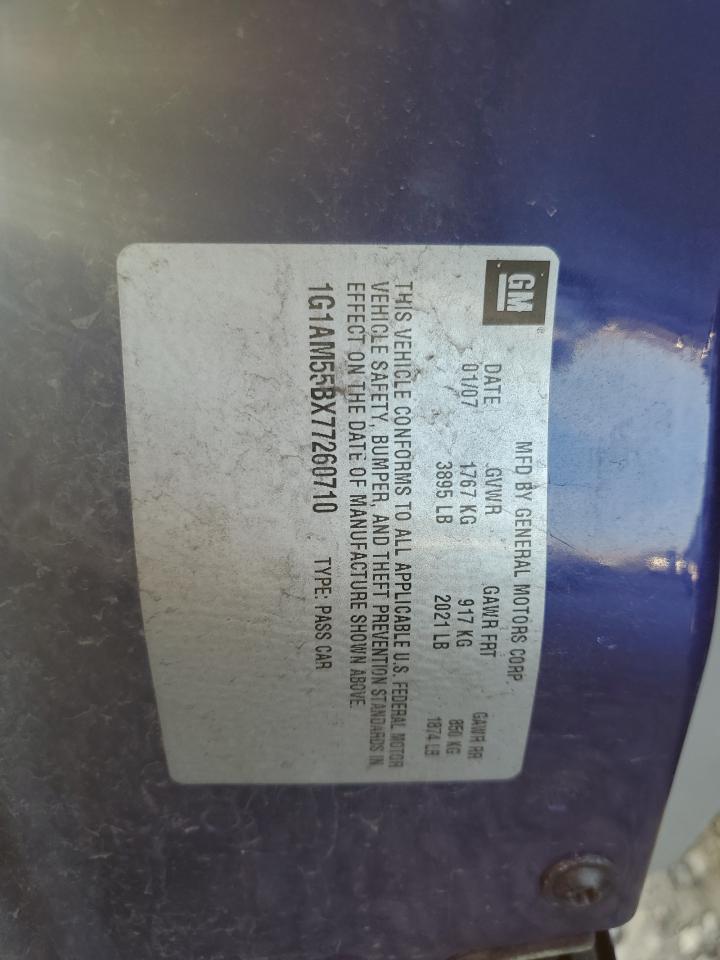 GM
MFD BY GENERAL MOTORS CORP.
DATE GVWR GAWR FRT GAWR RR
01/07 1767 KG 917 KG 850 KG
3895 LB 2021 LB 1874 LB
THIS VEHICLE CONFORMS TO ALL APPLICABLE U.S. FEDERAL MOTOR
VEHICLE SAFETY, BUMPER, AND THEFT PREVENTION STANDARDS IN
EFFECT ON THE DATE OF MANUFACTURE SHOWN ABOVE.
1G1AM55BX77260710 TYPE: PASS CAR